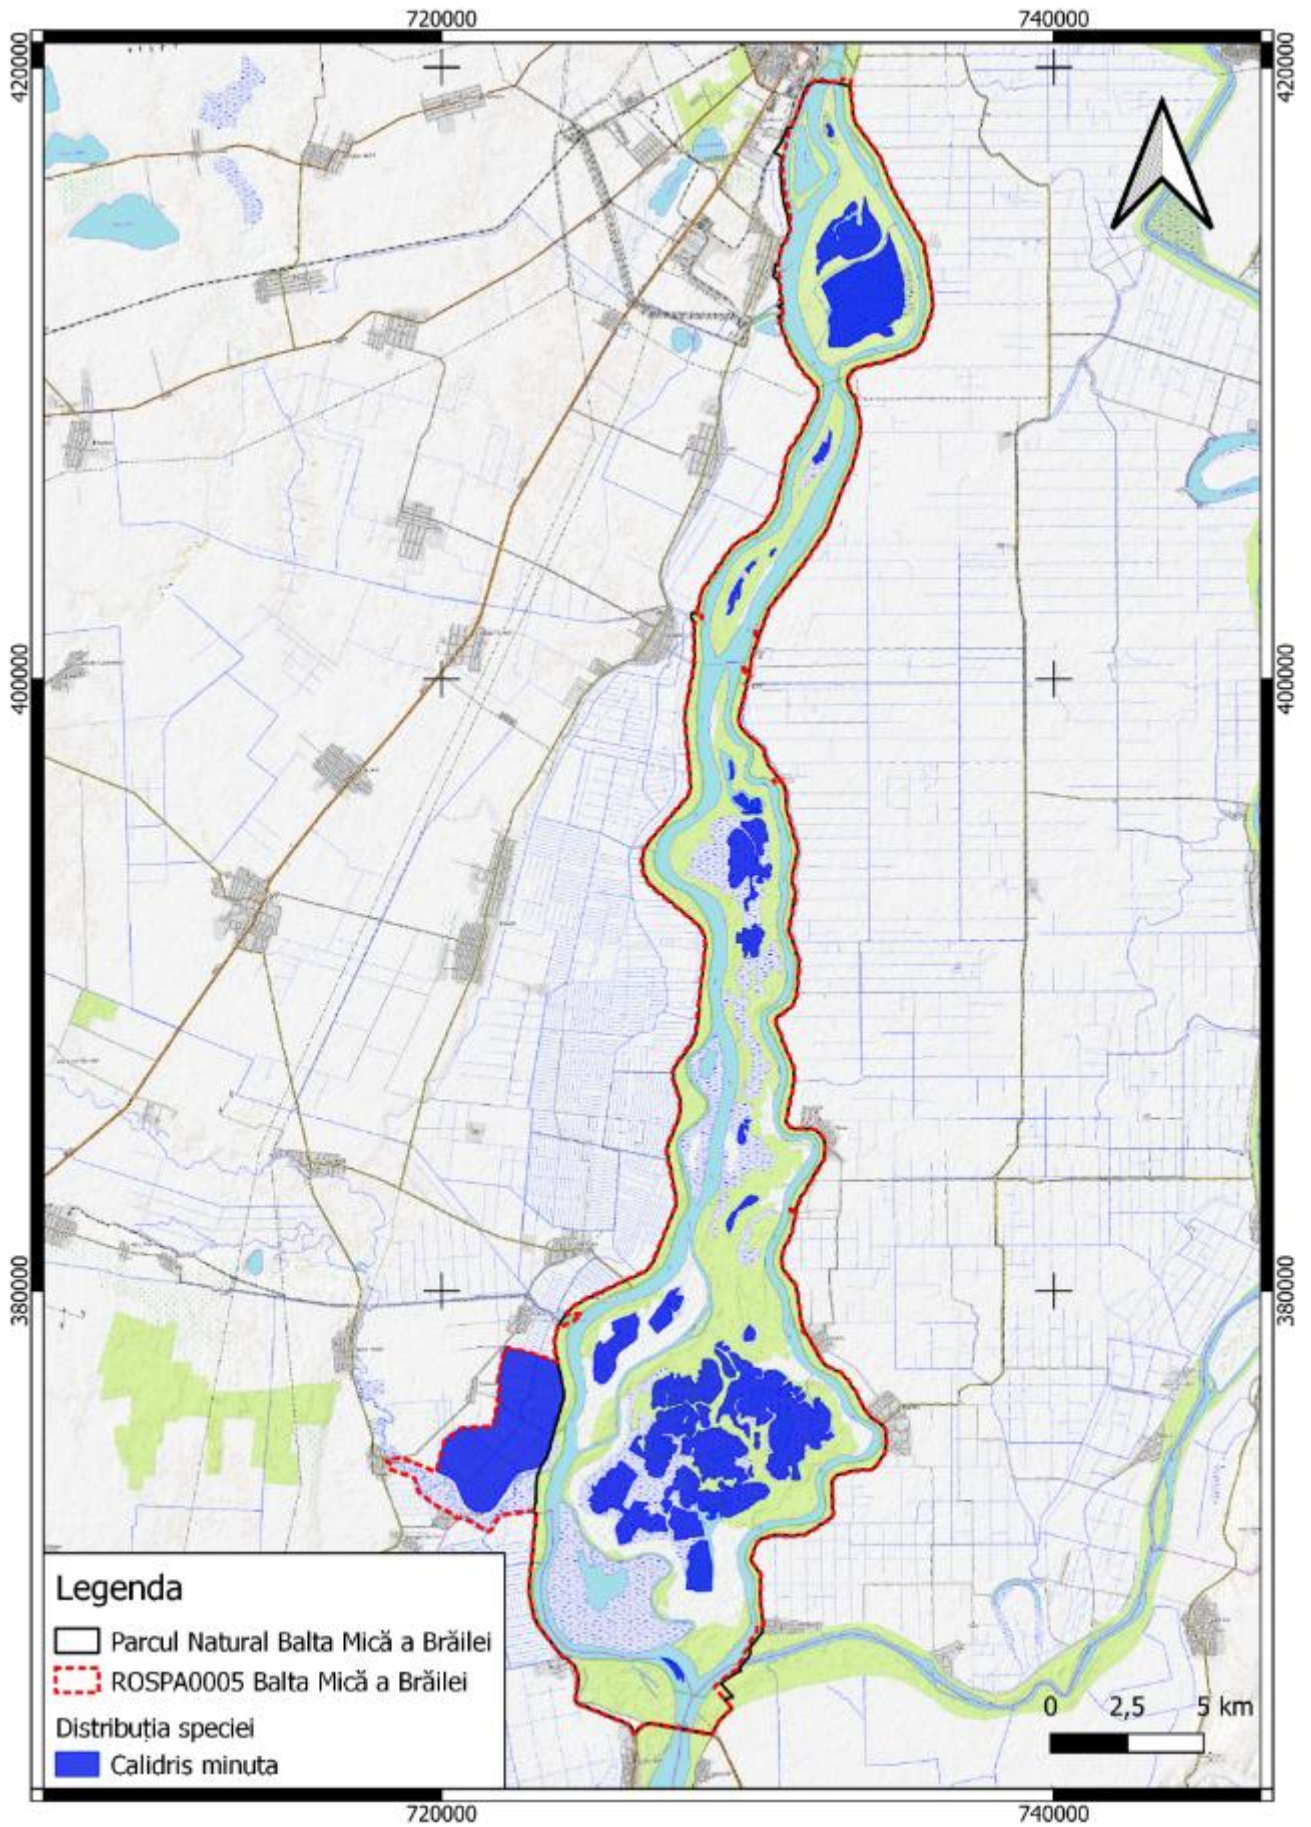 720000 740000
420000 420000
400000 400000
380000 380000
Legenda
Parcul Natural Balta Mică a Brăilei
ROSPA0005 Balta Mică a Brăilei
Distribuția speciei
Calidris minuta
0 2,5 5 km
720000 740000